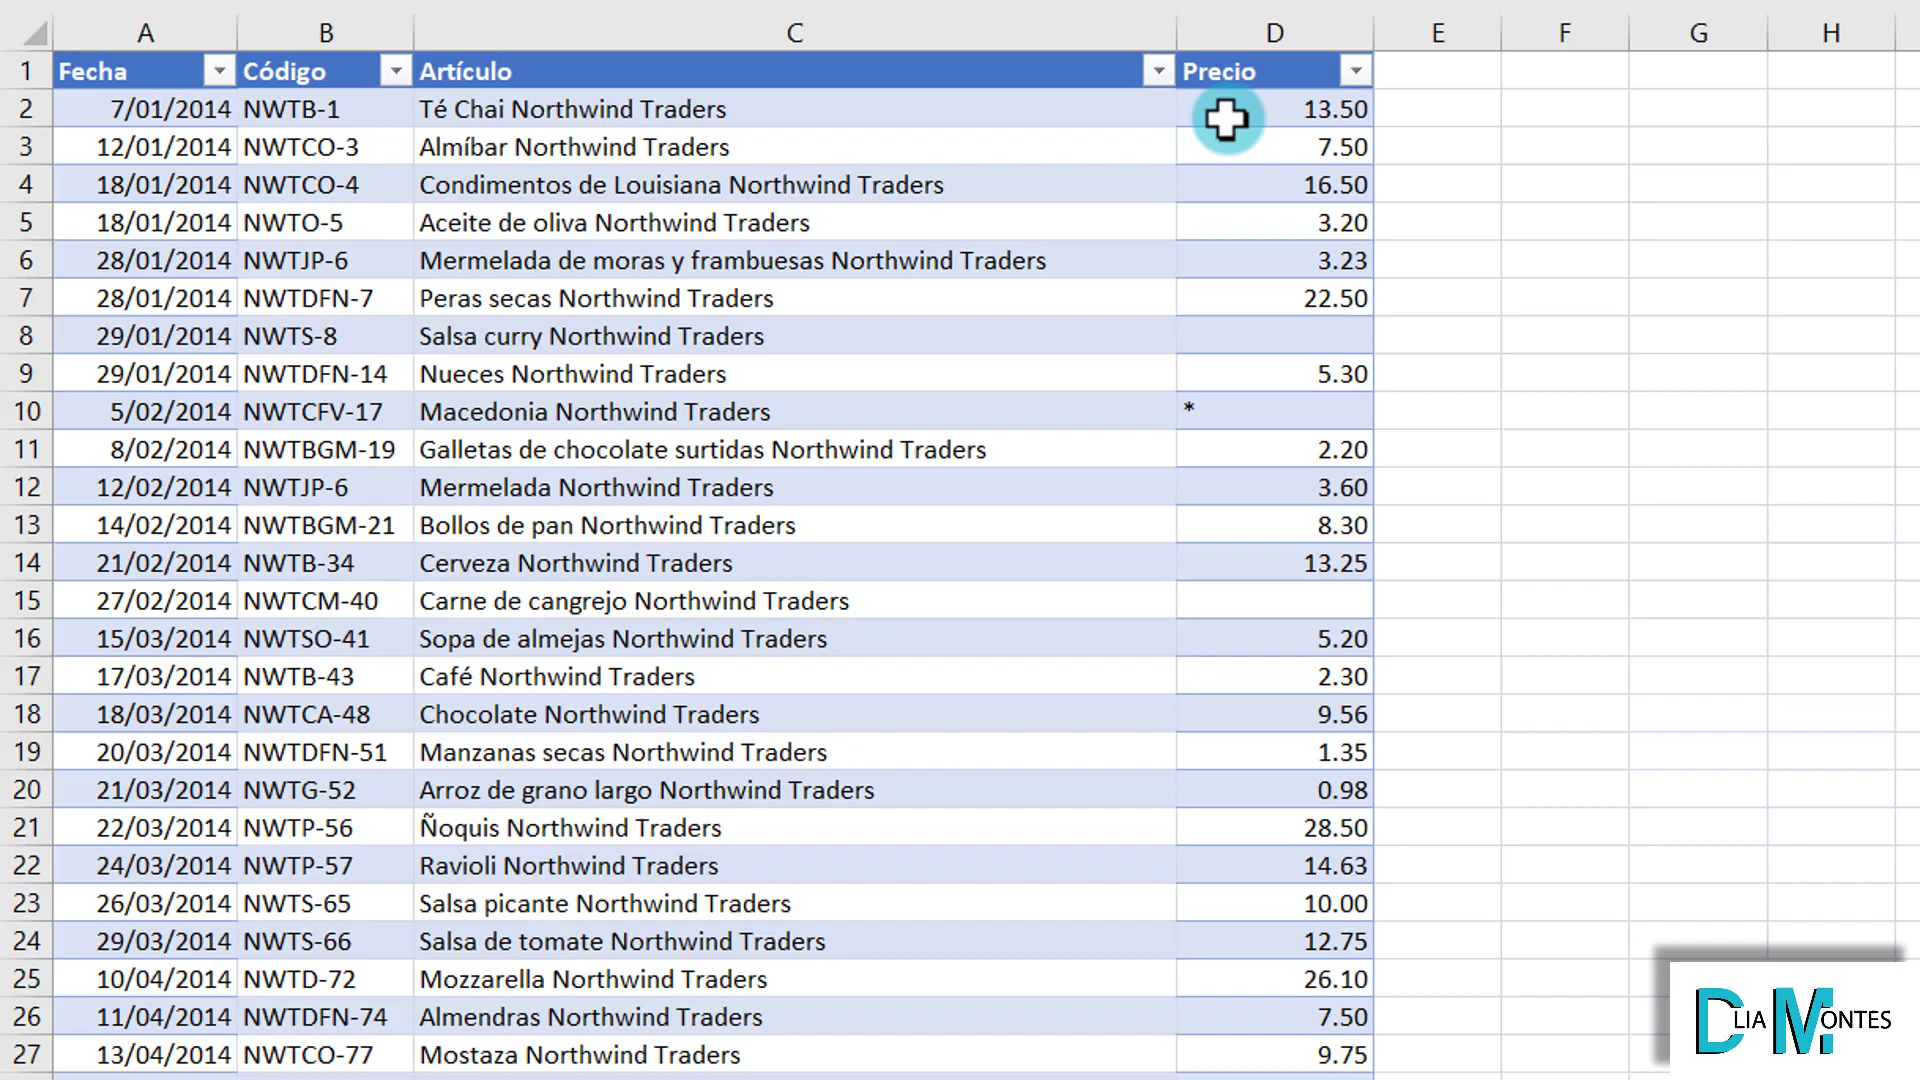 A B C D E F G H
1 Fecha Código Artículo Precio
2 7/01/2014 NWTB-1 Té Chai Northwind Traders 13.50
3 12/01/2014 NWTCO-3 Almíbar Northwind Traders 7.50
4 18/01/2014 NWTCO-4 Condimentos de Louisiana Northwind Traders 16.50
5 18/01/2014 NWTO-5 Aceite de oliva Northwind Traders 3.20
6 28/01/2014 NWTJP-6 Mermelada de moras y frambuesas Northwind Traders 3.23
7 28/01/2014 NWTDFN-7 Peras secas Northwind Traders 22.50
8 29/01/2014 NWTS-8 Salsa curry Northwind Traders
9 29/01/2014 NWTDFN-14 Nueces Northwind Traders 5.30
10 5/02/2014 NWTCFV-17 Macedonia Northwind Traders *
11 8/02/2014 NWTBGM-19 Galletas de chocolate surtidas Northwind Traders 2.20
12 12/02/2014 NWTJP-6 Mermelada Northwind Traders 3.60
13 14/02/2014 NWTBGM-21 Bollos de pan Northwind Traders 8.30
14 21/02/2014 NWTB-34 Cerveza Northwind Traders 13.25
15 27/02/2014 NWTCM-40 Carne de cangrejo Northwind Traders
16 15/03/2014 NWTSO-41 Sopa de almejas Northwind Traders 5.20
17 17/03/2014 NWTB-43 Café Northwind Traders 2.30
18 18/03/2014 NWTCA-48 Chocolate Northwind Traders 9.56
19 20/03/2014 NWTDFN-51 Manzanas secas Northwind Traders 1.35
20 21/03/2014 NWTG-52 Arroz de grano largo Northwind Traders 0.98
21 22/03/2014 NWTP-56 Ñoquis Northwind Traders 28.50
22 24/03/2014 NWTP-57 Ravioli Northwind Traders 14.63
23 26/03/2014 NWTS-65 Salsa picante Northwind Traders 10.00
24 29/03/2014 NWTS-66 Salsa de tomate Northwind Traders 12.75
25 10/04/2014 NWTD-72 Mozzarella Northwind Traders 26.10
26 11/04/2014 NWTDFN-74 Almendras Northwind Traders 7.50
27 13/04/2014 NWTCO-77 Mostaza Northwind Traders 9.75
DLIA MONTES